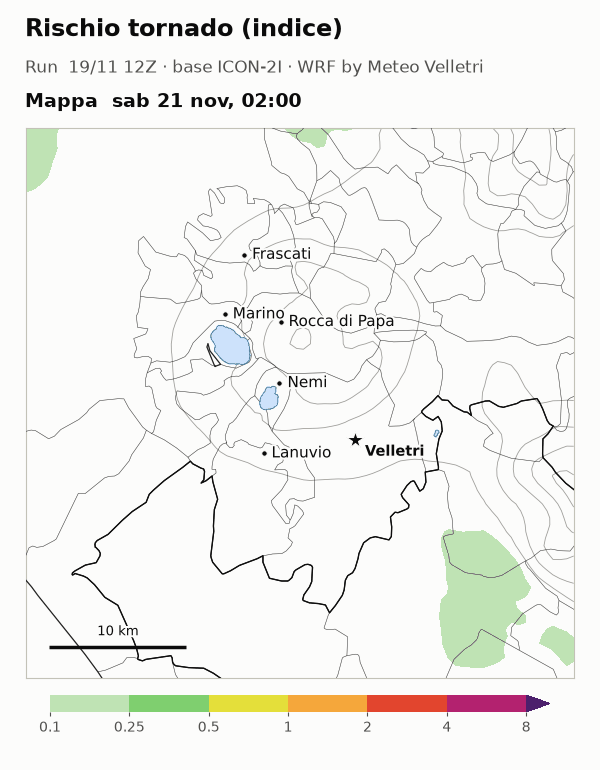 Rischio tornado (indice)
Run  19/11 12Z · base ICON-2I · WRF by Meteo Velletri
Mappa  sab 21 nov, 02:00
Frascati
Marino
Rocca di Papa
Nemi
Velletri
Lanuvio
10 km
0.1 0.25 0.5 1 2 4 8